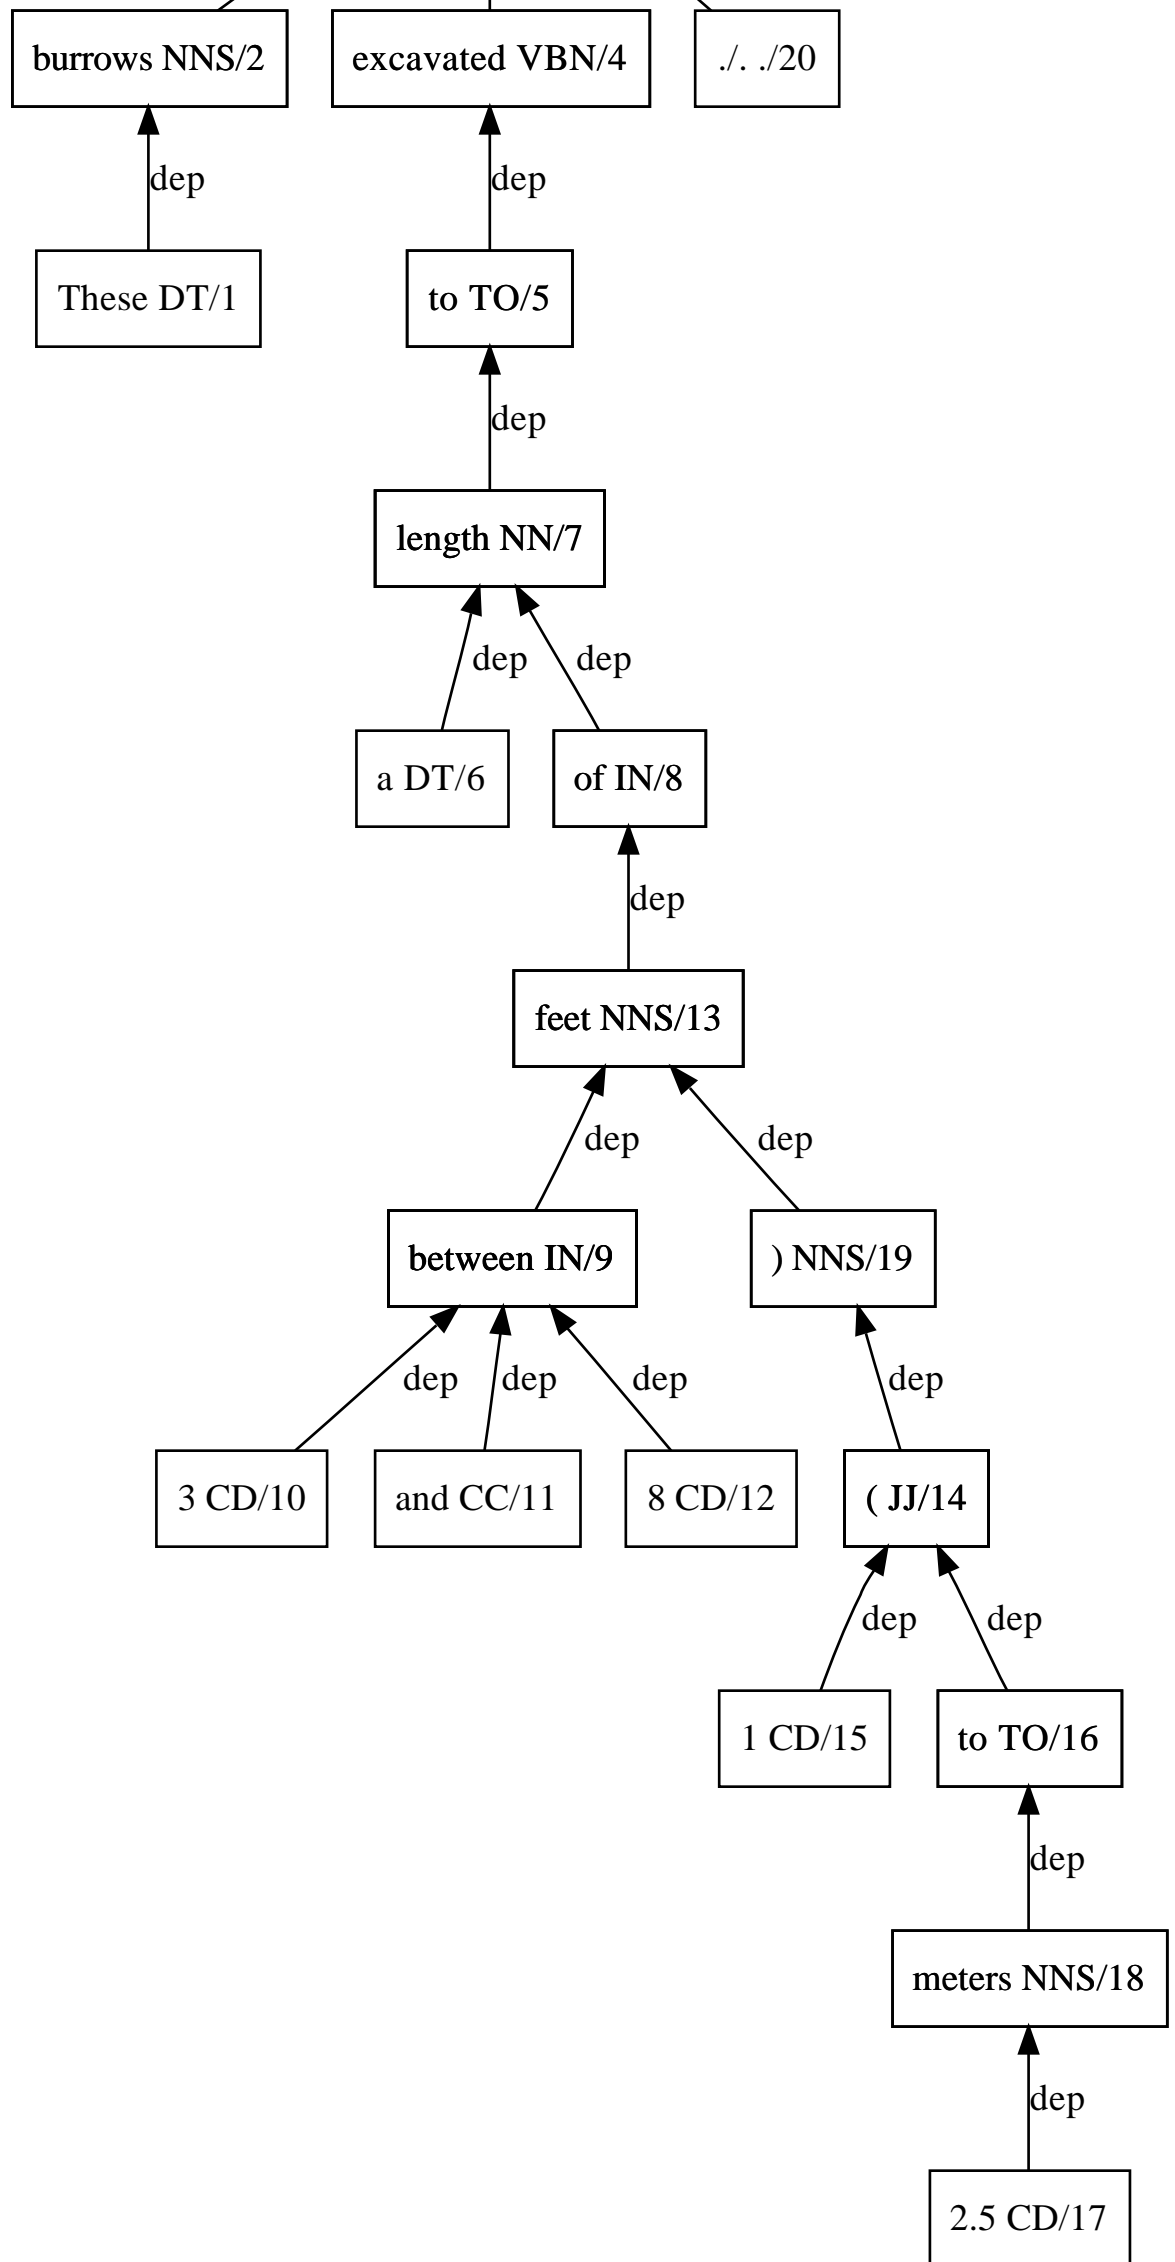 burrows NNS/2 excavated VBN/4 ./. ./20
dep dep
These DT/1 to TO/5
dep
length NN/7
dep dep
a DT/6 of IN/8
dep
feet NNS/13
dep dep
between IN/9 ) NNS/19
dep dep dep dep
3 CD/10 and CC/11 8 CD/12 ( JJ/14
dep dep
1 CD/15 to TO/16
dep
meters NNS/18
dep
2.5 CD/17